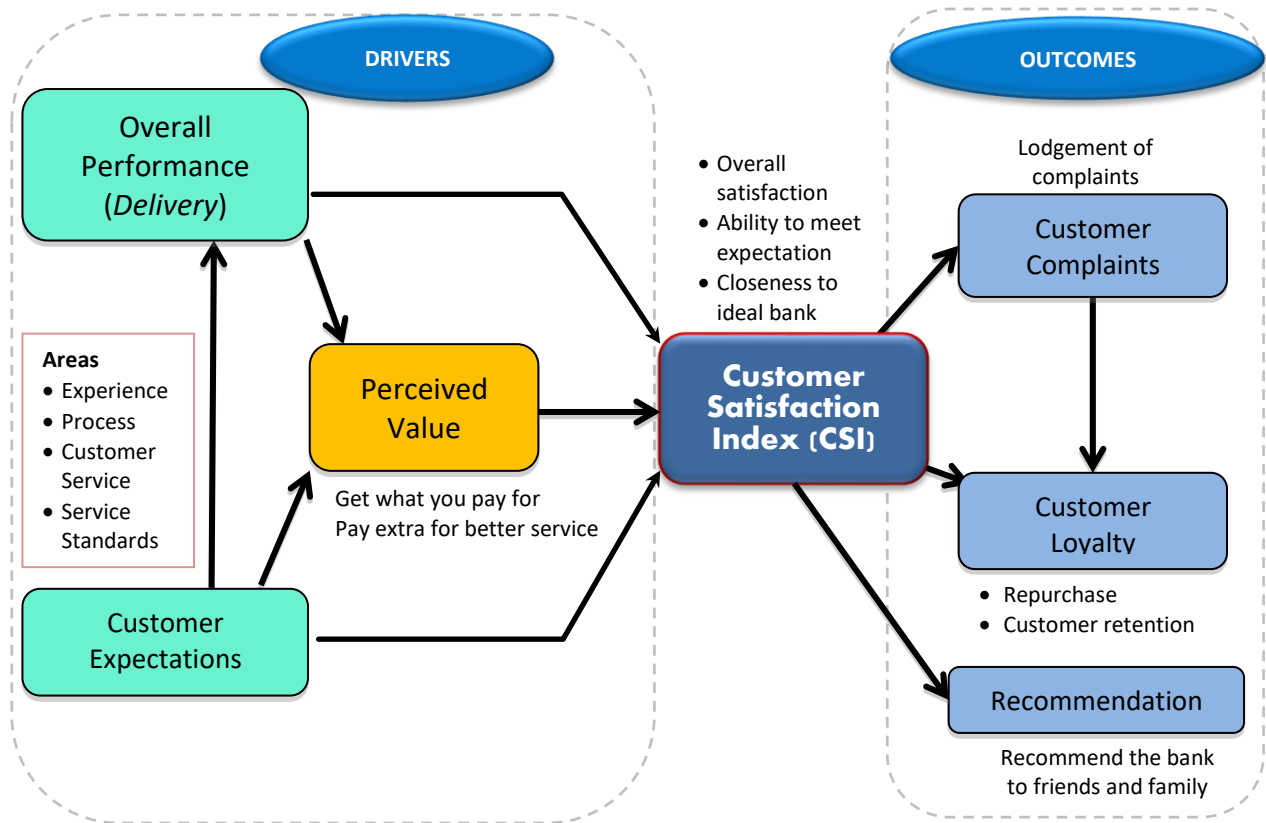 DRIVERS
OUTCOMES
Overall
Performance
(Delivery)
Areas
• Experience
• Process
• Customer
Service
• Service
Standards
Customer
Expectations
Perceived
Value
Get what you pay for
Pay extra for better service
• Overall
satisfaction
• Ability to meet
expectation
• Closeness to
ideal bank
Customer
Satisfaction
Index (CSI)
Lodgement of
complaints
Customer
Complaints
Customer
Loyalty
• Repurchase
• Customer retention
Recommendation
Recommend the bank
to friends and family